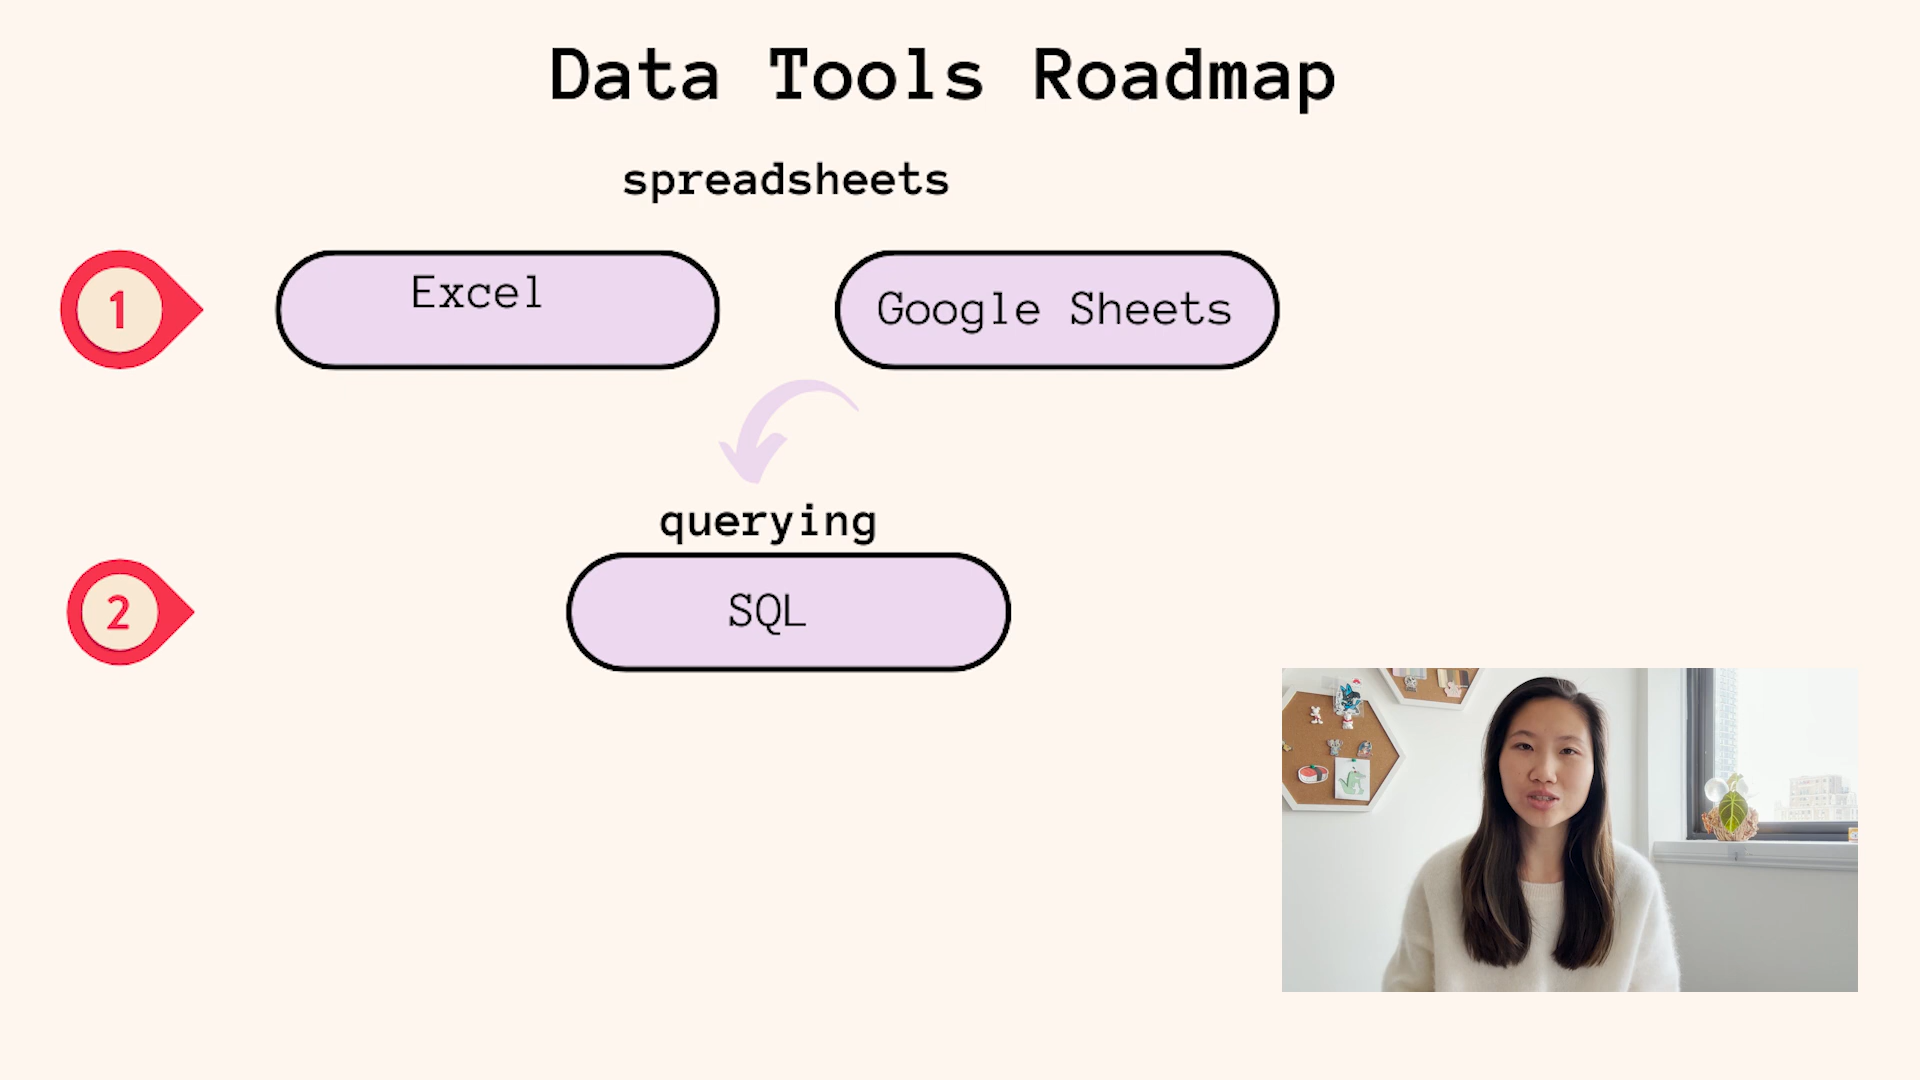 Data Tools Roadmap
spreadsheets
1
Excel
Google Sheets
querying
2
SQL